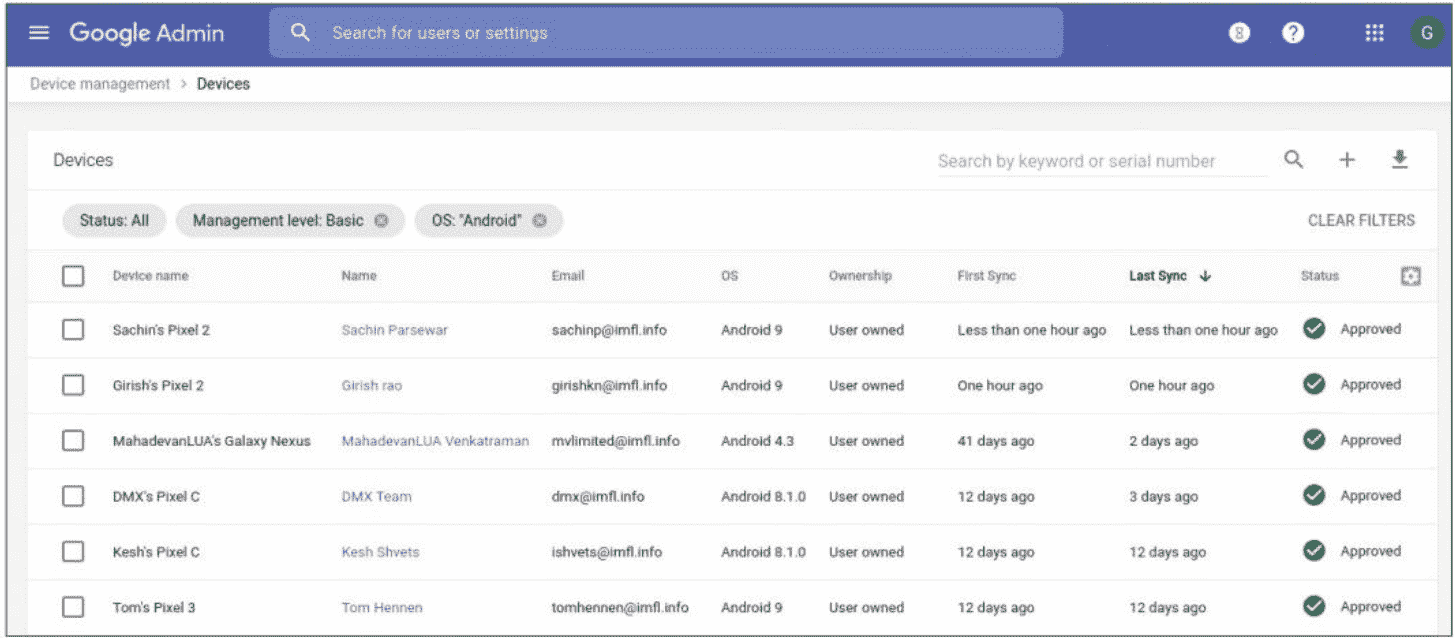 Google Admin Search for users or settings 8 ? G
Device management > Devices
Devices Search by keyword or serial number
Status: All Management level: Basic OS: "Android" CLEAR FILTERS
Device name Name Email OS Ownership First Sync Last Sync Status
Sachin's Pixel 2 Sachin Parsewar sachinp@imfl.info Android 9 User owned Less than one hour ago Less than one hour ago Approved
Girish's Pixel 2 Girish rao girishkn@imfl.info Android 9 User owned One hour ago One hour ago Approved
MahadevanLUA's Galaxy Nexus MahadevanLUA Venkatraman mvlimited@imfl.info Android 4.3 User owned 41 days ago 2 days ago Approved
DMX's Pixel C DMX Team dmx@imfl.info Android 8.1.0 User owned 12 days ago 3 days ago Approved
Kesh's Pixel C Kesh Shvets ishvets@imfl.info Android 8.1.0 User owned 12 days ago 12 days ago Approved
Tom's Pixel 3 Tom Hennen tomhennen@imfl.info Android 9 User owned 12 days ago 12 days ago Approved